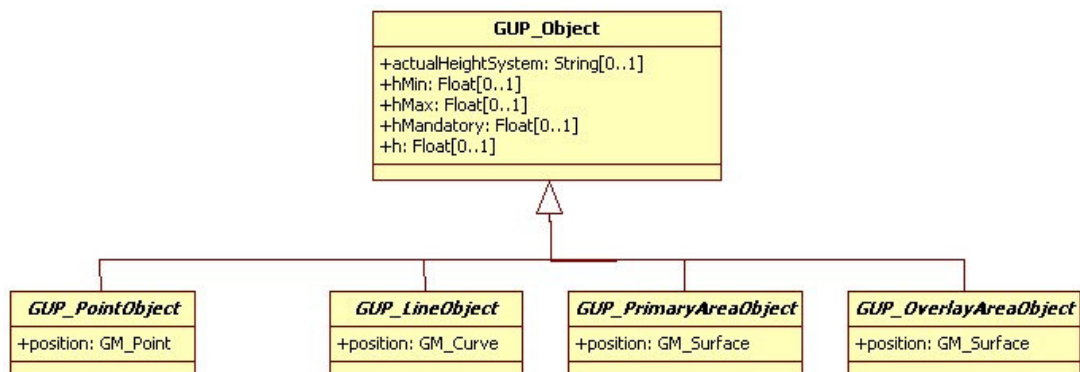 GUP_Object
+actualHeightSystem: String[0..1]
+hMin: Float[0..1]
+hMax: Float[0..1]
+hMandatory: Float[0..1]
+h: Float[0..1]
GUP_PointObject
+position: GM_Point
GUP_LineObject
+position: GM_Curve
GUP_PrimaryAreaObject
+position: GM_Surface
GUP_OverlayAreaObject
+position: GM_Surface